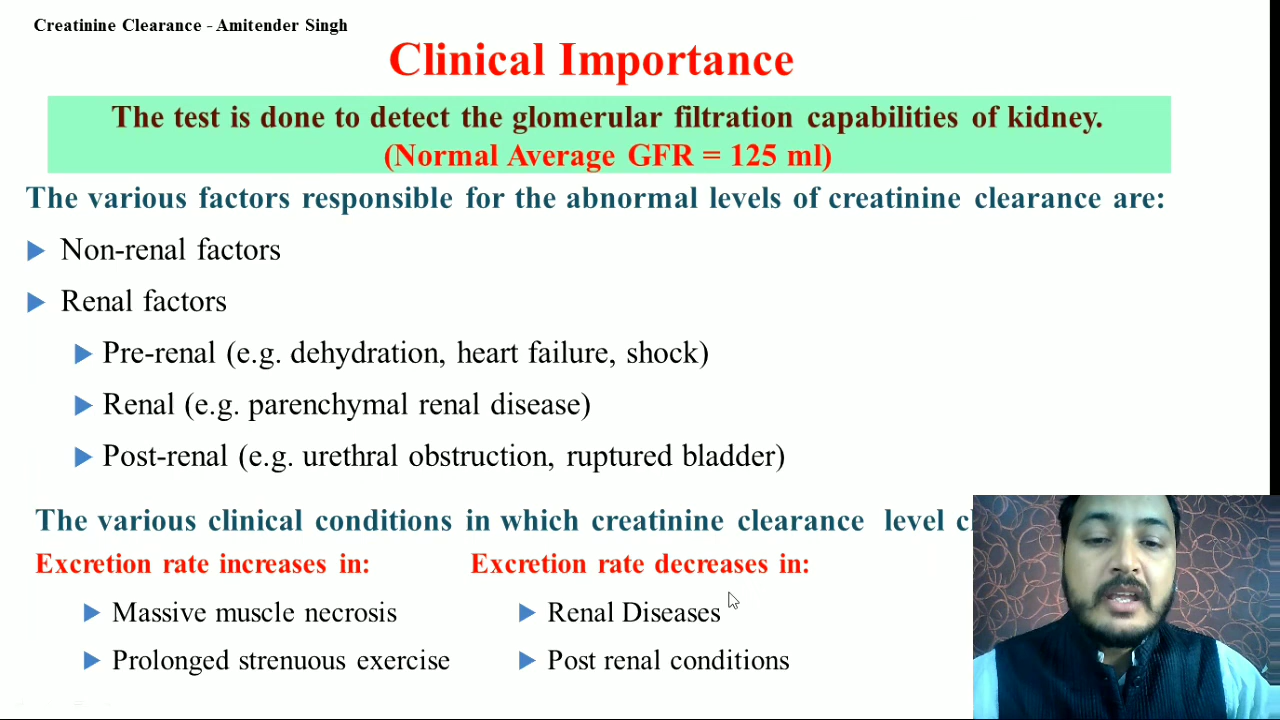 Creatinine Clearance - Amitender Singh
Clinical Importance
The test is done to detect the glomerular filtration capabilities of kidney.
(Normal Average GFR = 125 ml)
The various factors responsible for the abnormal levels of creatinine clearance are:
Non-renal factors
Renal factors
Pre-renal (e.g. dehydration, heart failure, shock)
Renal (e.g. parenchymal renal disease)
Post-renal (e.g. urethral obstruction, ruptured bladder)
The various clinical conditions in which creatinine clearance level
Excretion rate increases in:
Massive muscle necrosis
Prolonged strenuous exercise
Excretion rate decreases in:
Renal Diseases
Post renal conditions